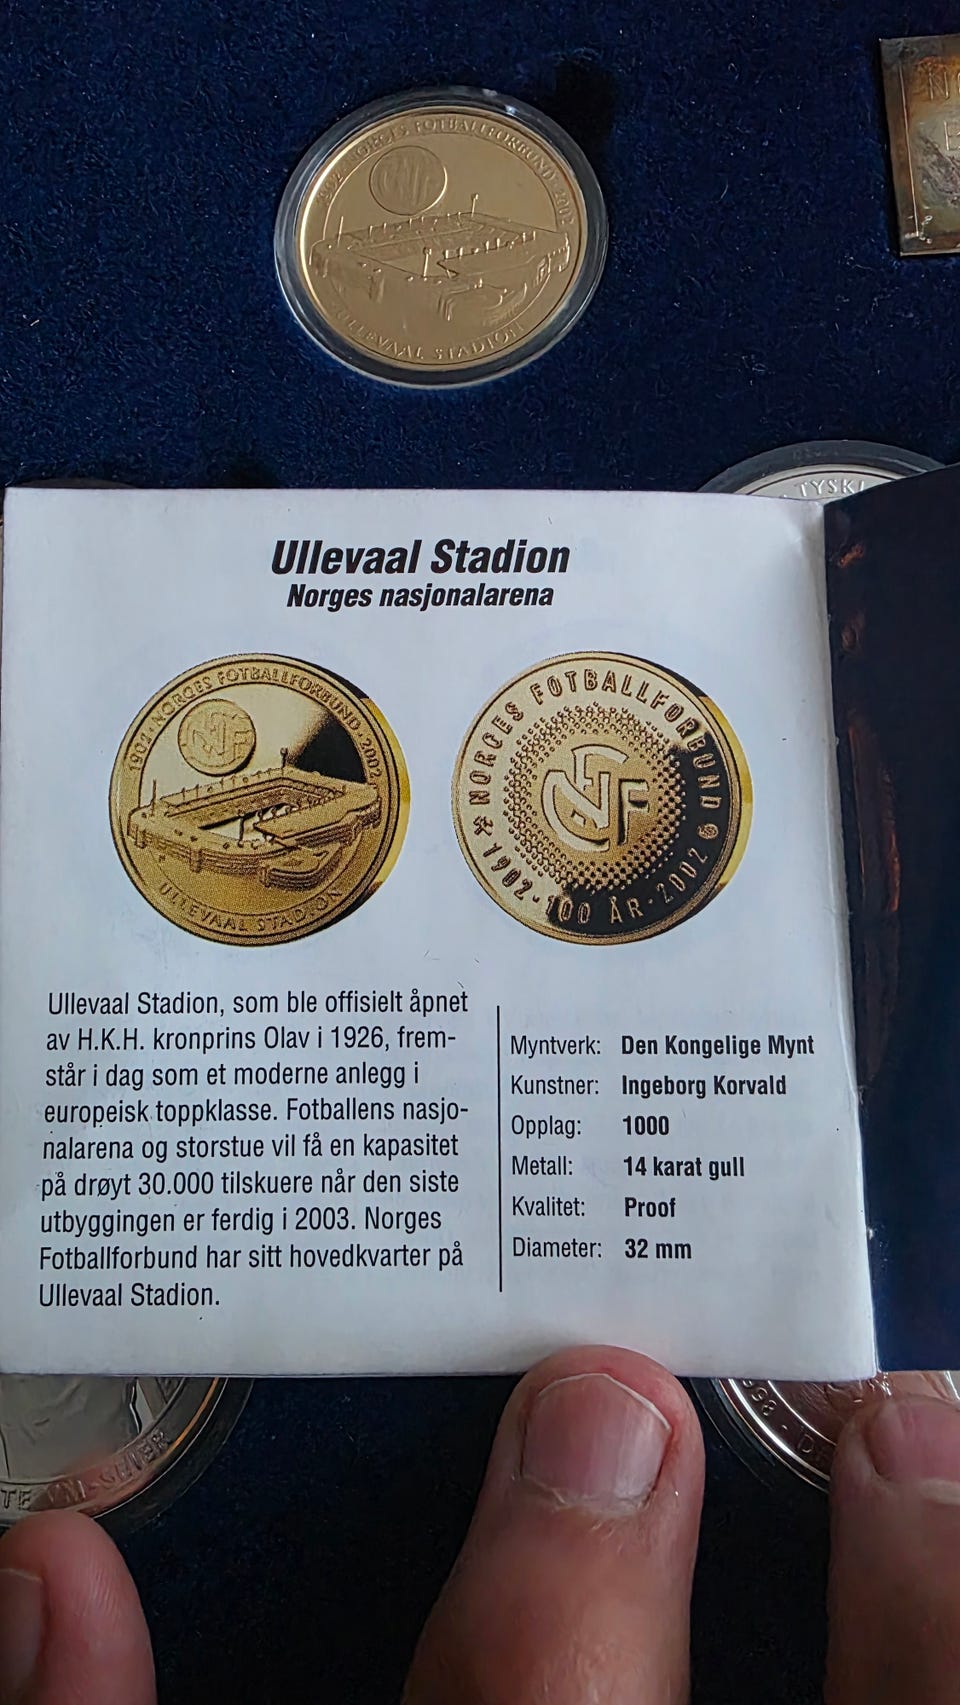 1902 · NORGES FOTBALLFORBUND · 2002
NFF
ULLEVAAL STADION
TYSKL
Ullevaal Stadion
Norges nasjonalarena
1902 · NORGES FOTBALLFORBUND · 2002
NFF
ULLEVAAL STADION
NORGES FOTBALLFORBUND
NFF
1902 · 100 ÅR · 2002
Ullevaal Stadion, som ble offisielt åpnet
av H.K.H. kronprins Olav i 1926, frem-
står i dag som et moderne anlegg i
europeisk toppklasse. Fotballens nasjo-
nalarena og storstue vil få en kapasitet
på drøyt 30.000 tilskuere når den siste
utbyggingen er ferdig i 2003. Norges
Fotballforbund har sitt hovedkvarter på
Ullevaal Stadion.
Myntverk: Den Kongelige Mynt
Kunstner: Ingeborg Korvald
Opplag: 1000
Metall: 14 karat gull
Kvalitet: Proof
Diameter: 32 mm